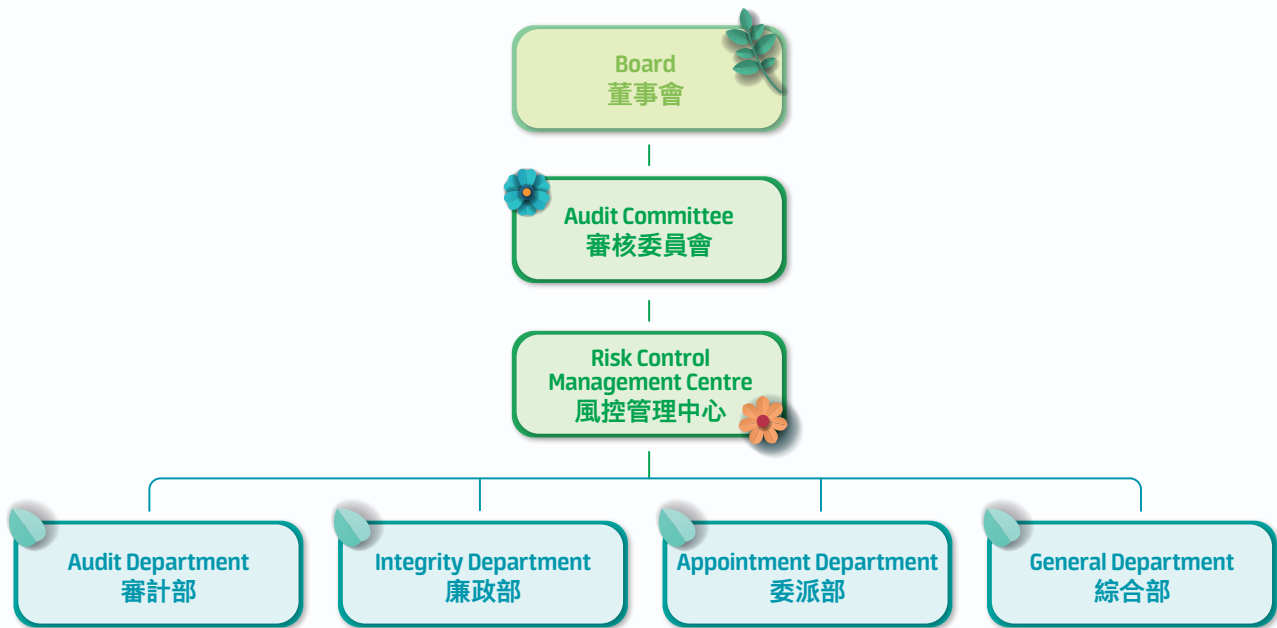 Board
董事會
Audit Committee
審核委員會
Risk Control
Management Centre
風控管理中心
Audit Department
審計部
Integrity Department
廉政部
Appointment Department
委派部
General Department
綜合部